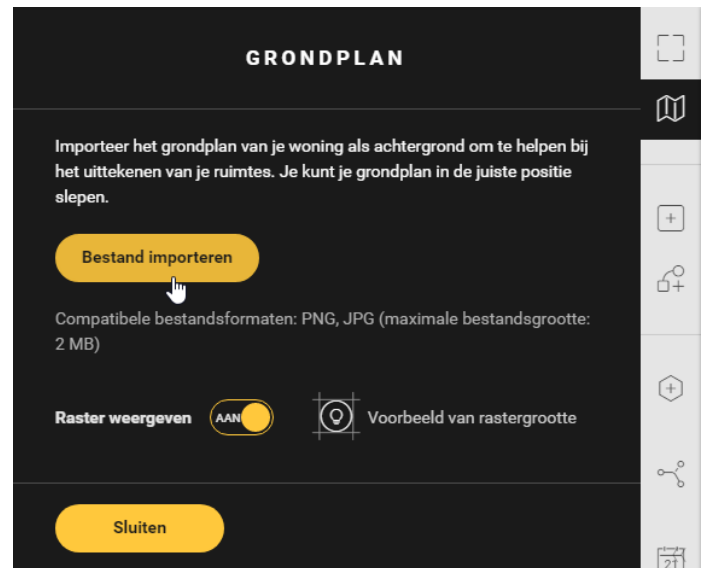 GRONDPLAN
Importeer het grondplan van je woning als achtergrond om te helpen bij
het uittekenen van je ruimtes. Je kunt je grondplan in de juiste positie
slepen.
Bestand importeren
Compatibele bestandsformaten: PNG, JPG (maximale bestandsgrootte:
2 MB)
Raster weergeven AAN Voorbeeld van rastergrootte
Sluiten
21